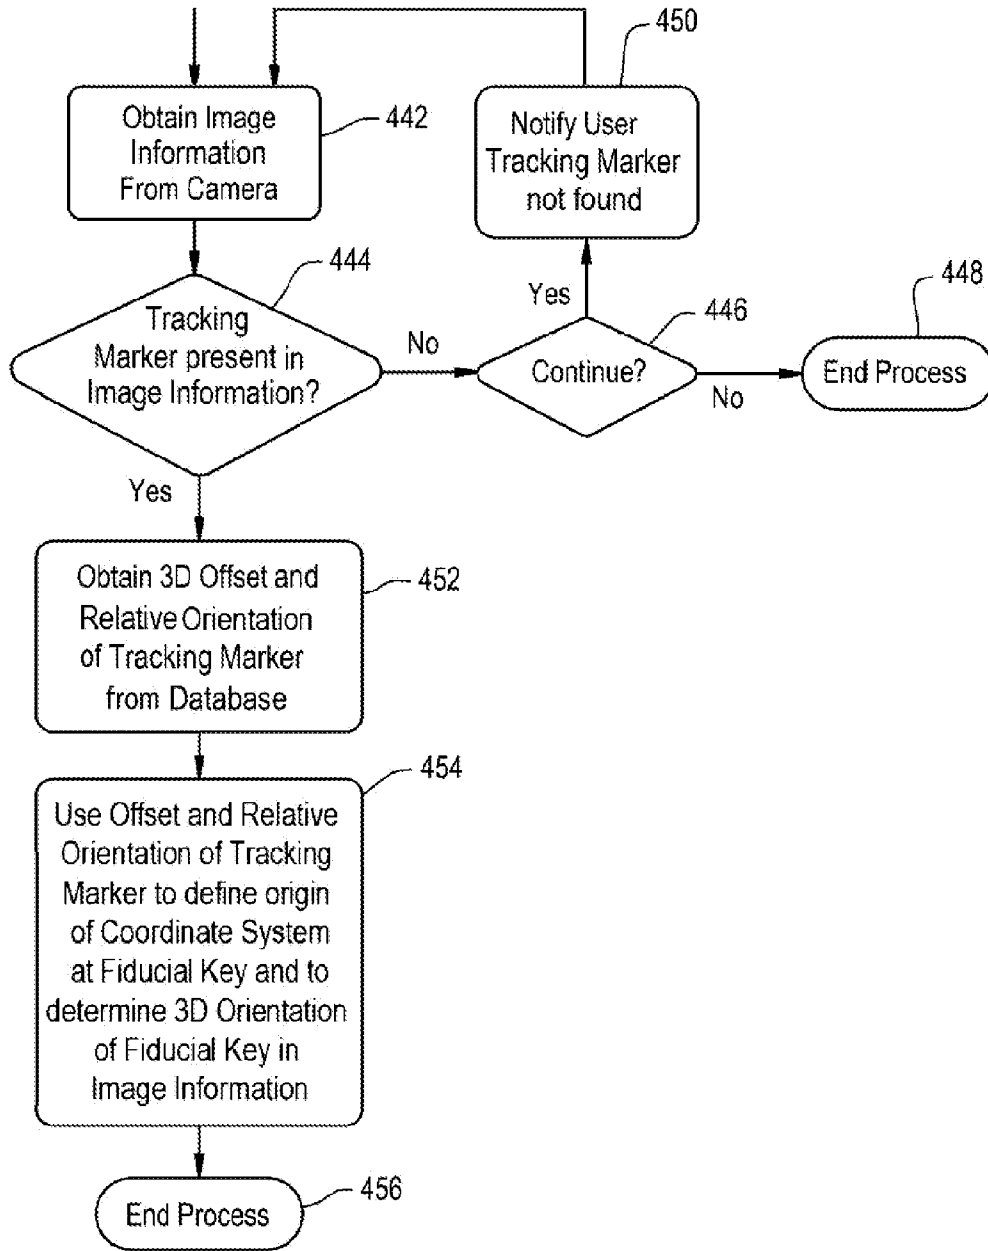 450
Obtain Image
Information
From Camera
442
Notify User
Tracking Marker
not found
444
Tracking
Marker present in
Image Information?
No
Yes
446
Continue?
No
448
End Process
Yes
Obtain 3D Offset and
Relative Orientation
of Tracking Marker
from Database
452
454
Use Offset and Relative
Orientation of Tracking
Marker to define origin
of Coordinate System
at Fiducial Key and to
determine 3D Orientation
of Fiducial Key in
Image Information
End Process
456